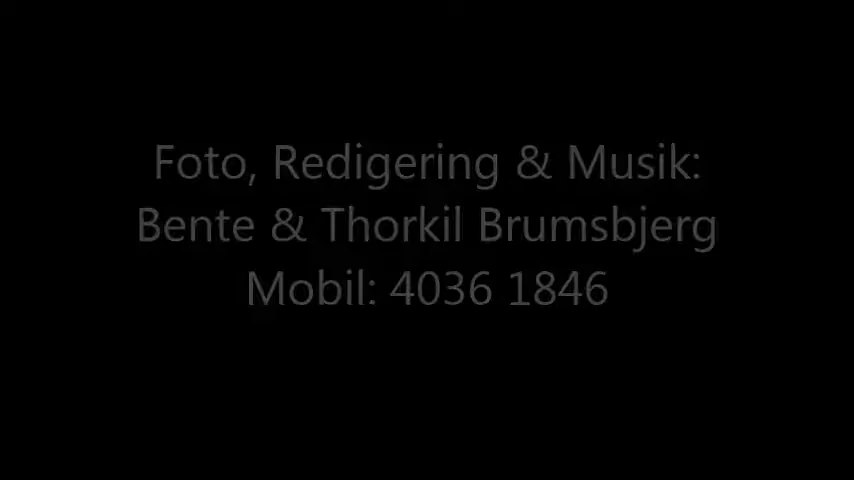 Foto, Redigering & Musik:
Bente & Thorkil Brumsbjerg
Mobil: 4036 1846